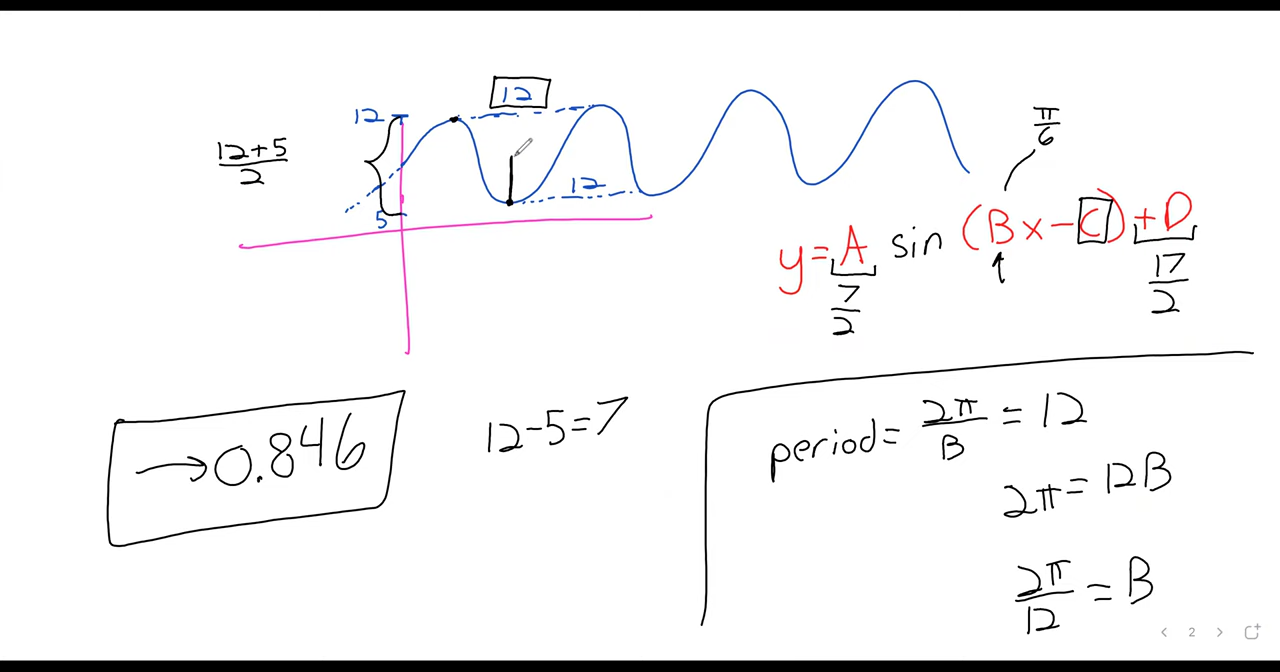 12
12
12+5
2
12
5
π
6
y = A sin (Bx - C) + D
7
2
17
2
→ 0.846
12-5=7
period = 2π/B = 12
2π = 12B
2π/12 = B
< 2 >